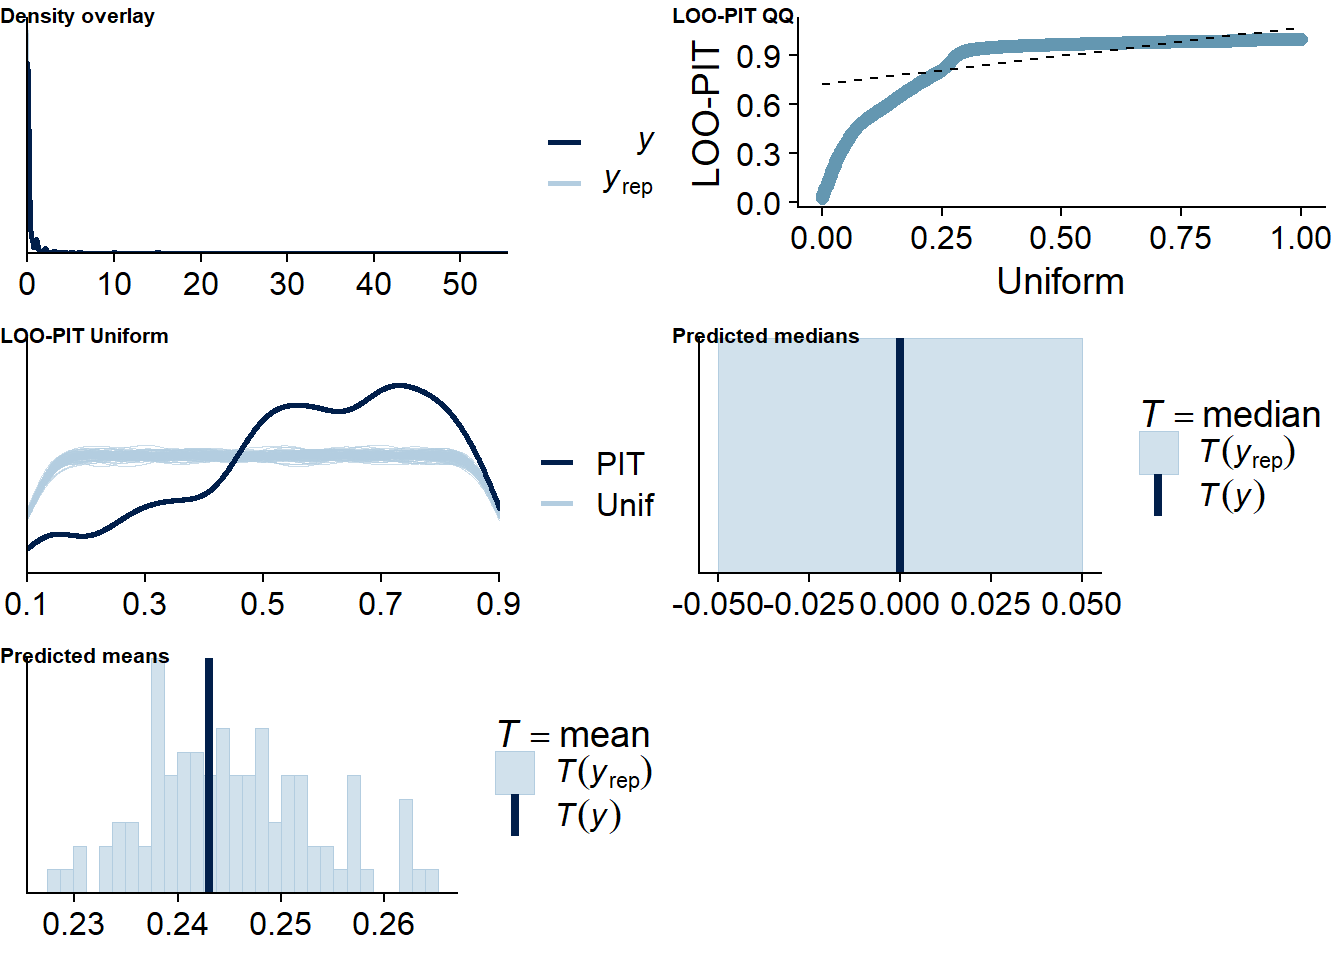 Density overlay
y
yrep
0 10 20 30 40 50
LOO-PIT QQ
LOO-PIT
0.9
0.6
0.3
0.0
0.00 0.25 0.50 0.75 1.00
Uniform
LOO-PIT Uniform
PIT
Unif
0.1 0.3 0.5 0.7 0.9
Predicted medians
T = median
T(yrep)
T(y)
-0.050 -0.025 0.000 0.025 0.050
Predicted means
T = mean
T(yrep)
T(y)
0.23 0.24 0.25 0.26